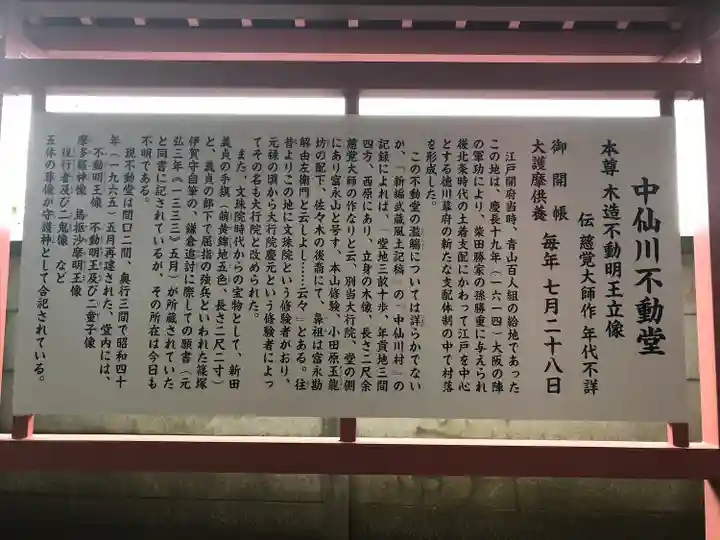 中仙川不動堂
本尊 木造不動明王立像
伝 慈覚大師作 年代不詳
御開帳
大護摩供養 毎年 七月二十八日
江戸開府当時、青山百人組の給地であった
この地は、慶長十九年（一六一四）大阪の陣
の軍功により、柴田勝家の孫勝重に与えられ
後北条時代の土着支配にかわって江戸を中心
とする徳川幕府の新たな支配体制の中で村落
を形成した。
この不動堂の濫觴については詳らかでない
が、『新編武蔵風土記稿』の、中仙川村『の
記録によれば、「堂地三畝十歩、年貢地三間
四方、西原にあり、立身の木像、長さ二尺余
慈覚大師の作なりと云、別当大行院、堂の側
にあり富永山と号す、本山修験、小田原玉龍
坊の配下、佐々木の後裔にて、鼻祖は富永勘
解由左衛門と云しよし……云々」とある。往
昔よりこの地に文殊院という修験者がおり、
元禄の頃から大行院慶元という修験者によっ
てその名も大行院と改められた。
また、文珠院時代からの宝物として、新田
義貞の手旗（萌黄錦地五色、長さ二尺二寸）
と、義貞の部下で屈指の強兵といわれた篠塚
伊賀守自筆の、鎌倉追討に際しての願書（元
弘三年《一三三三》五月）が所蔵されていた
と同書に記されているが、その所在は今日も
不明である。
現不動堂は間口二間、奥行三間で昭和四十
年（一九六五）五月再建された、堂内には、
不動明王像 不動明王及び二童子像
摩多羅神像 烏枢沙摩明王像
役行者及び二鬼像 など
五体の尊像が守護神として合祀されている。